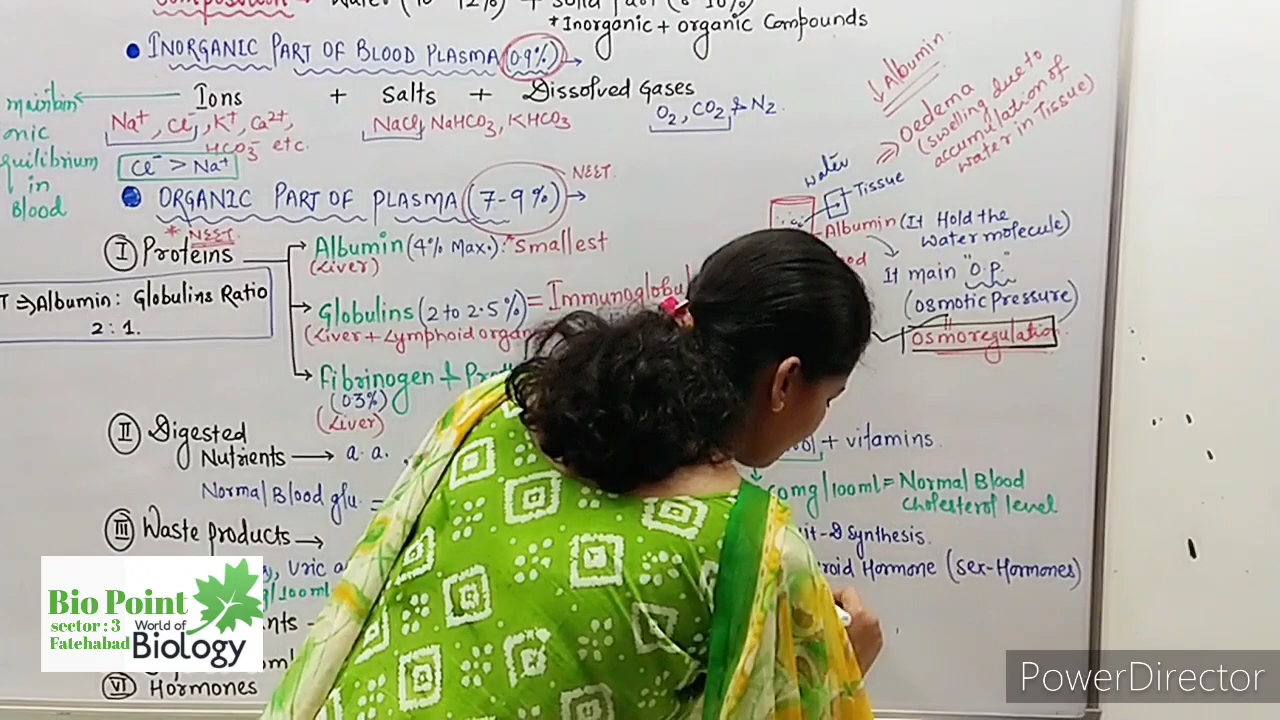 Composition → Water (
* Inorganic + organic Compounds
● INORGANIC PART OF BLOOD PLASMA (0.9%) →
Ions + Salts + Dissolved Gases
Na⁺, Cl⁻, K⁺, Ca²⁺,
HCO₃⁻ etc.
NaCl, NaHCO₃, KHCO₃
O₂, CO₂ & N₂
Cl⁻ > Na⁺
maintain
onic
equilibrium
in
Blood
● ORGANIC PART OF PLASMA (7-9%) →
NEET.
* NEET.
I Proteins
Albumin (4% Max.) : *Smallest
(Liver)
Globulins (2 to 2.5%) = Immunoglobul
(Liver + Lymphoid organ
Fibrinogen +
(0.3%)
(Liver)
T ⇒ Albumin : Globulins Ratio
2 : 1.
↓ Albumin
⇒ Oedema
(swelling due to
accumulation of
water in Tissue)
water
Tissue
Albumin (It Hold the
water molecule)
It main "O.P."
(osmotic pressure)
osmoregulation.
II Digested
Nutrients → a.a.,
+ vitamins.
Normal Blood glu. =
mg/100ml = Normal Blood
cholesterol level
III Waste products →
uric a
/100ml
-D synthesis.
roid Hormone (sex-Hormones)
nts -
VI Hormones
Bio Point
sector : 3
Fatehabad
World of
Biology
PowerDirector